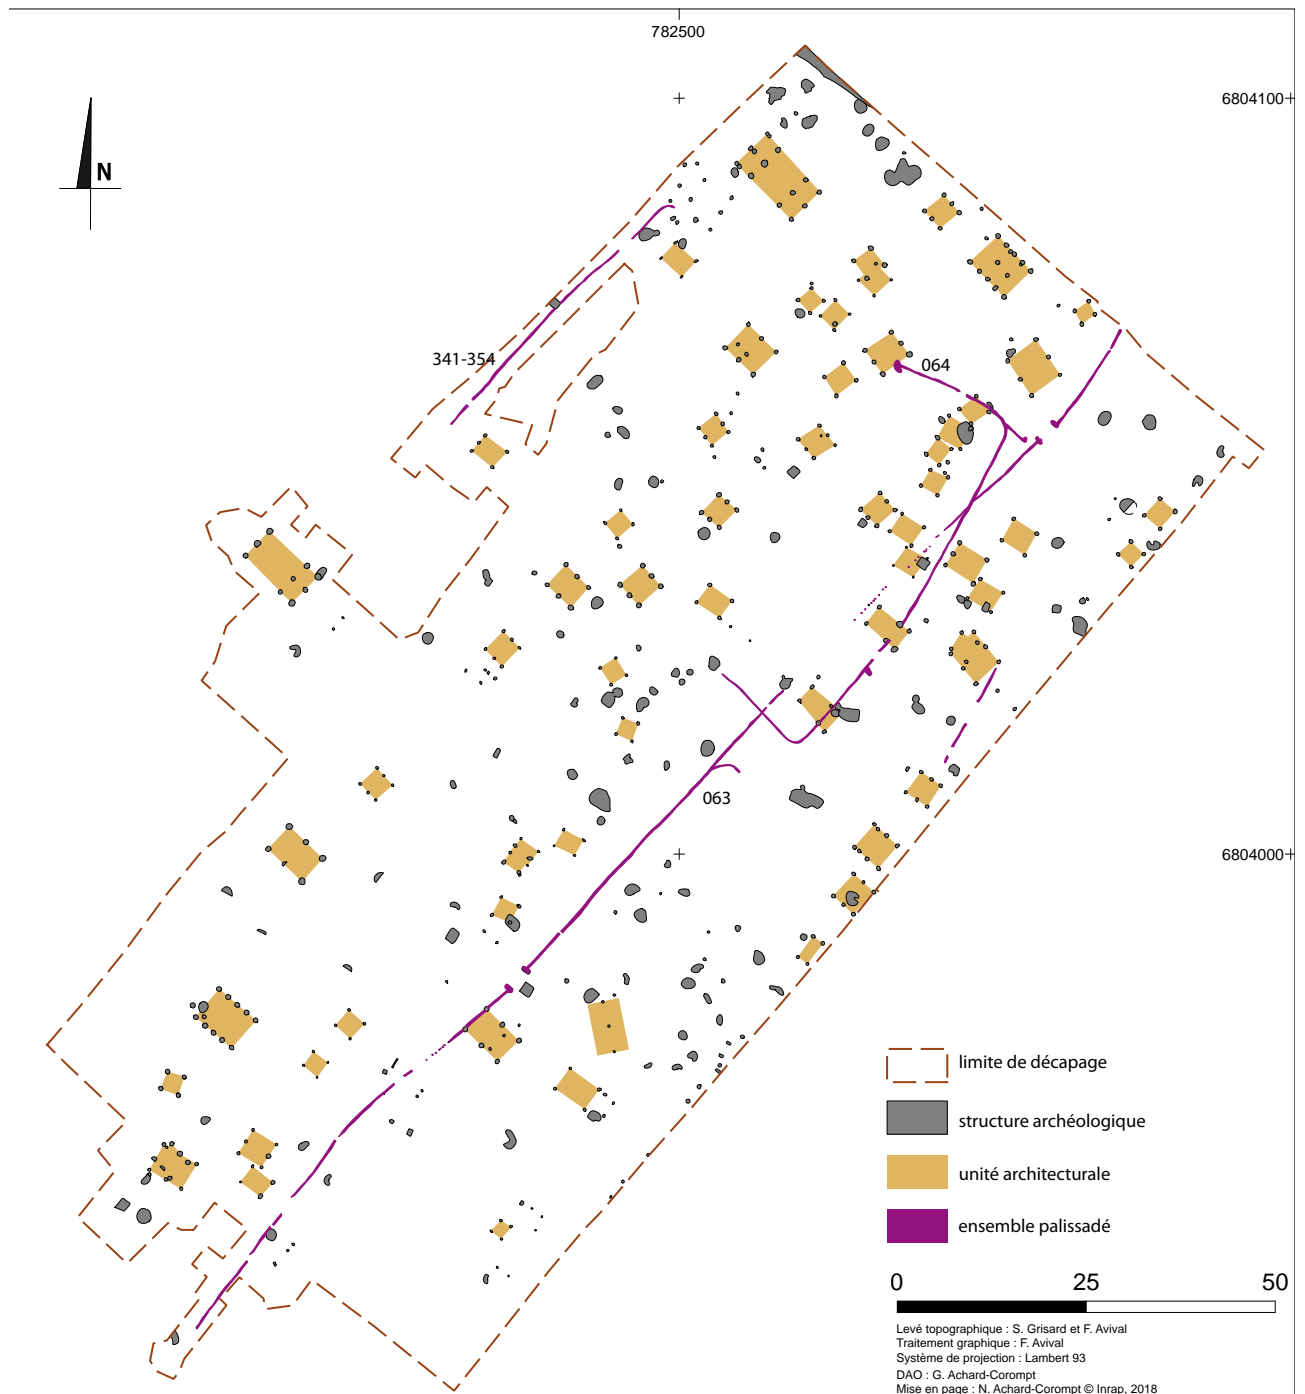 782500
6804100
N
341-354
064
063
6804000
limite de décapage
structure archéologique
unité architecturale
ensemble palissadé
0 25 50
Levé topographique : S. Grisard et F. Avival
Traitement graphique : F. Avival
Système de projection : Lambert 93
DAO : G. Achard-Corompt
Mise en page : N. Achard-Corompt © Inrap, 2018